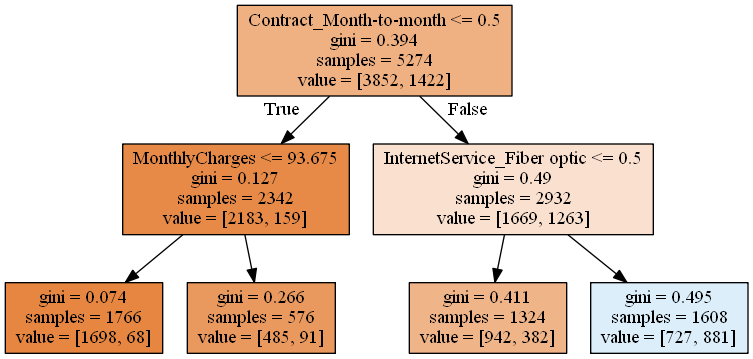 Contract_Month-to-month <= 0.5
gini = 0.394
samples = 5274
value = [3852, 1422]
True
False
MonthlyCharges <= 93.675
gini = 0.127
samples = 2342
value = [2183, 159]
InternetService_Fiber optic <= 0.5
gini = 0.49
samples = 2932
value = [1669, 1263]
gini = 0.074
samples = 1766
value = [1698, 68]
gini = 0.266
samples = 576
value = [485, 91]
gini = 0.411
samples = 1324
value = [942, 382]
gini = 0.495
samples = 1608
value = [727, 881]